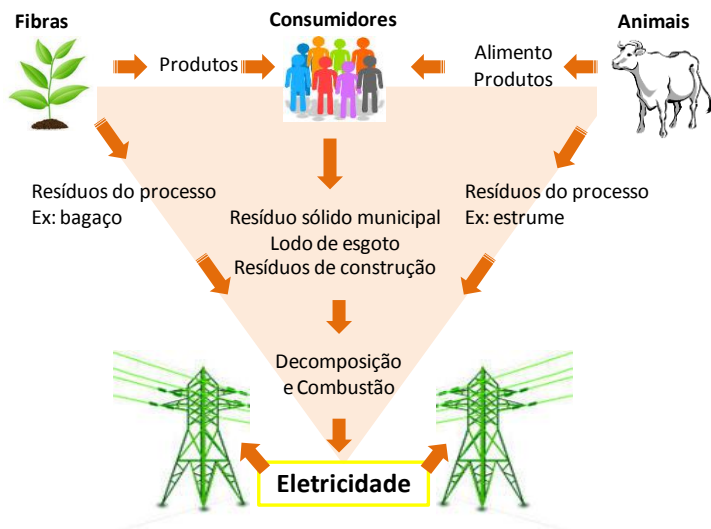 Fibras
Consumidores
Animais
Produtos
Alimento
Produtos
Resíduos do processo
Ex: bagaço
Resíduo sólido municipal
Lodo de esgoto
Resíduos de construção
Resíduos do processo
Ex: estrume
Decomposição
e Combustão
Eletricidade